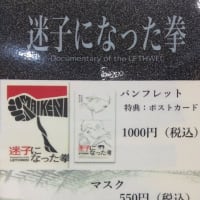 迷子になった拳
Documentary of the LETHWEI
MAIKEN
迷子に
なった拳
LETHWEI
パンフレット
特典：ポストカード
1000円（税込）
マスク
550円（税込）